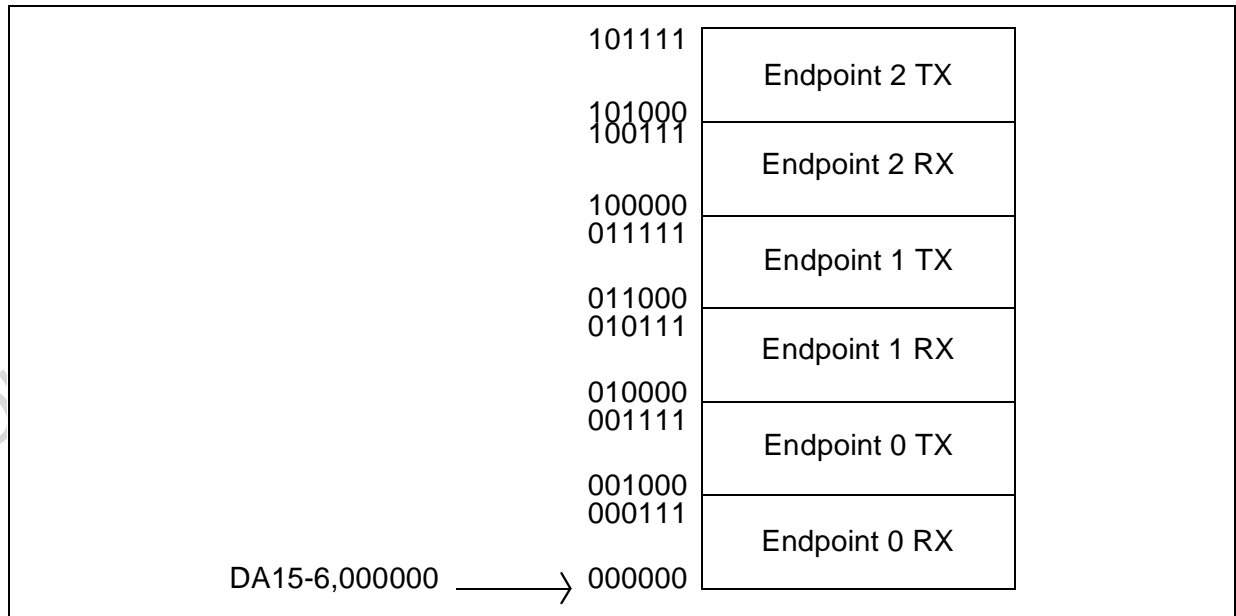 101111
Endpoint 2 TX
101000
100111
Endpoint 2 RX
100000
011111
Endpoint 1 TX
011000
010111
Endpoint 1 RX
010000
001111
Endpoint 0 TX
001000
000111
Endpoint 0 RX
DA15-6,000000 000000